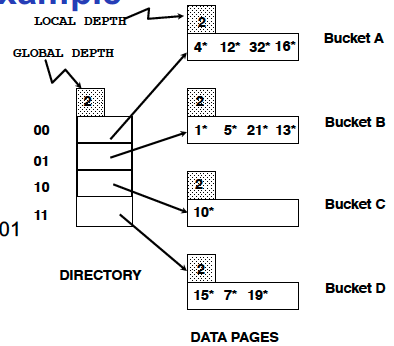 xample
LOCAL DEPTH
GLOBAL DEPTH
2
4* 12* 32* 16*
Bucket A
2
00
01
10
11
2
1* 5* 21* 13*
Bucket B
2
10*
Bucket C
01
2
15* 7* 19*
Bucket D
DIRECTORY
DATA PAGES